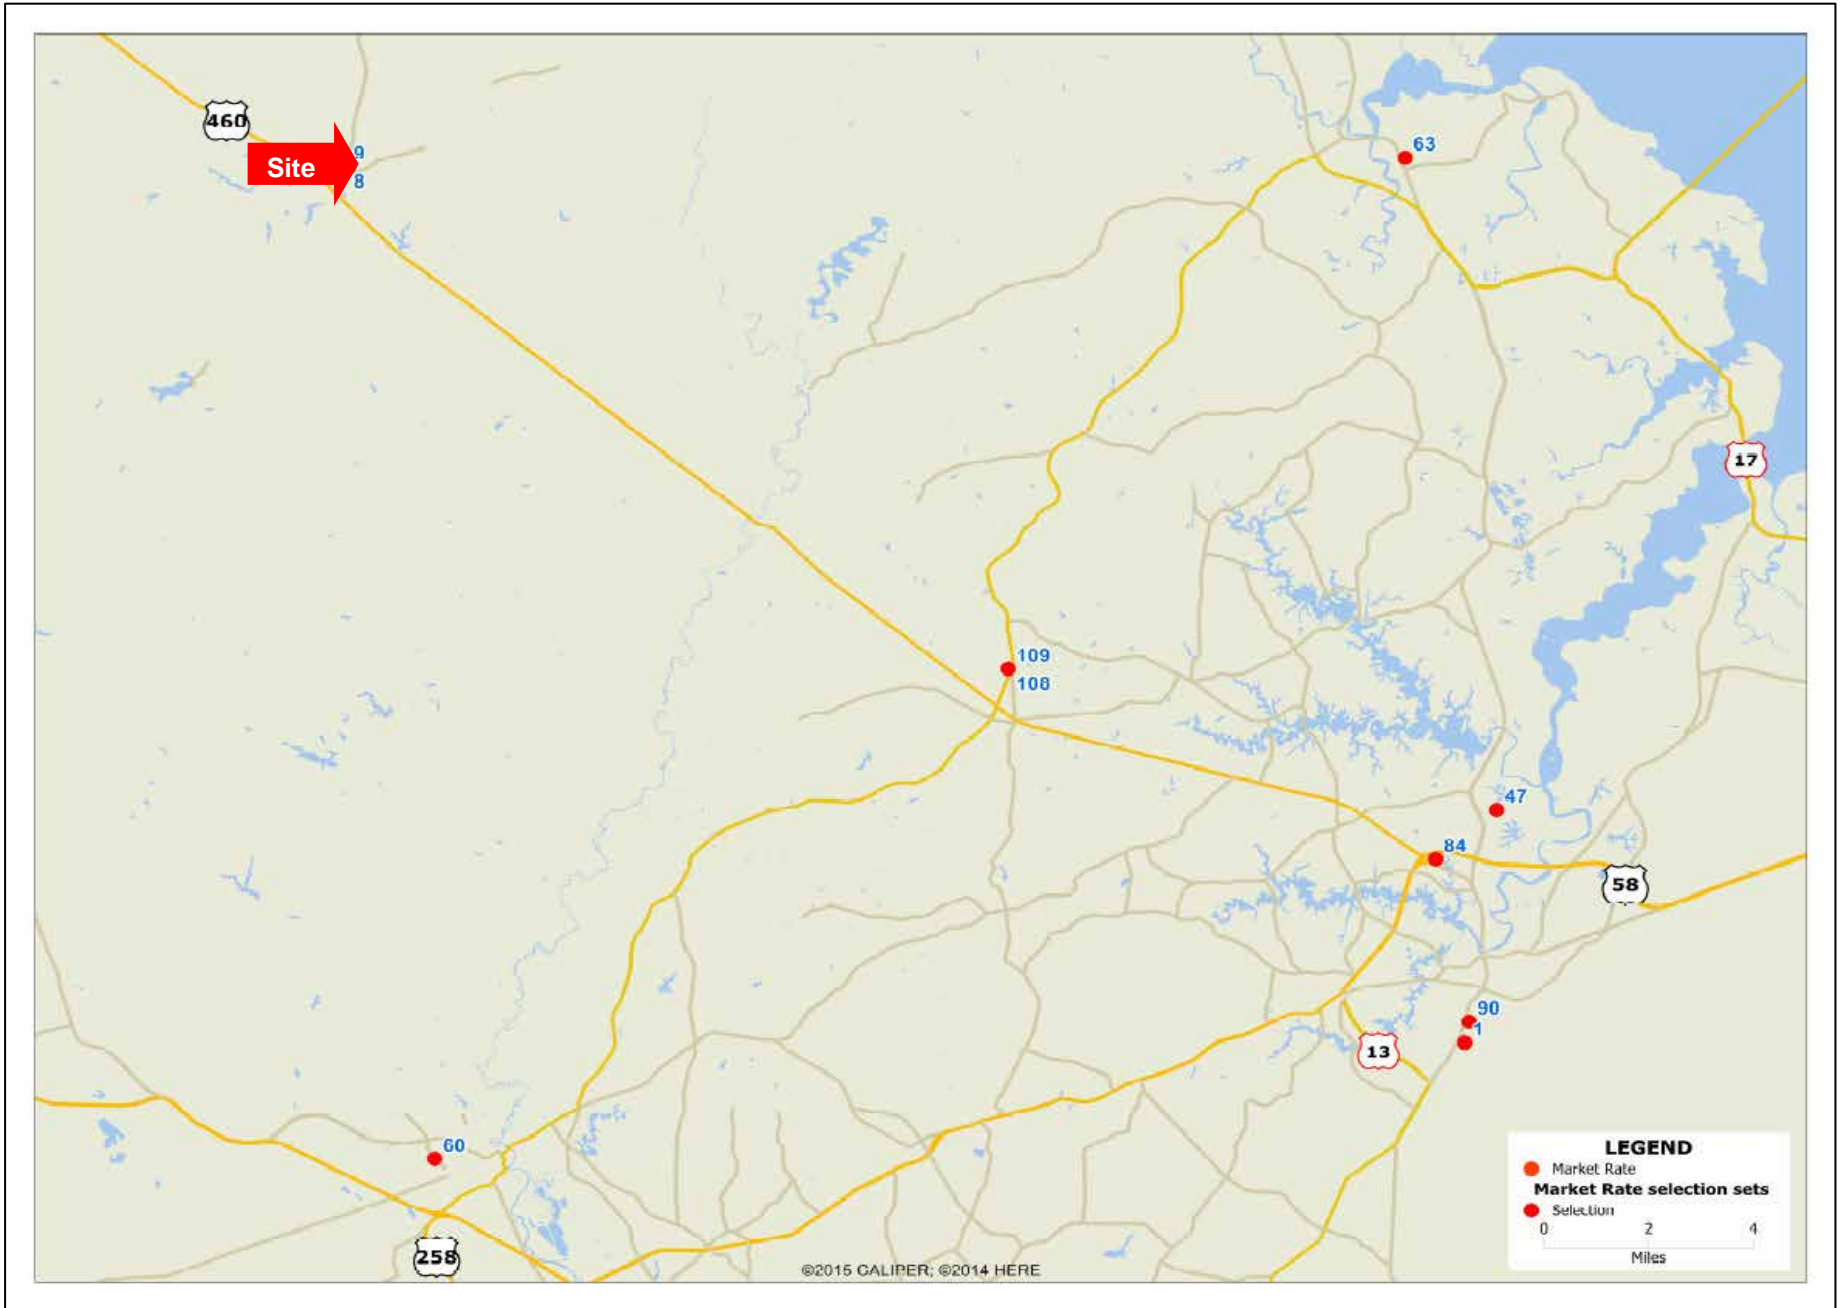 460
Site
9
8
63
17
109
108
47
84
58
90
1
13
60
258
LEGEND
Market Rate
Market Rate selection sets
Selection
0 2 4
Miles
©2015 CALIPER; ©2014 HERE